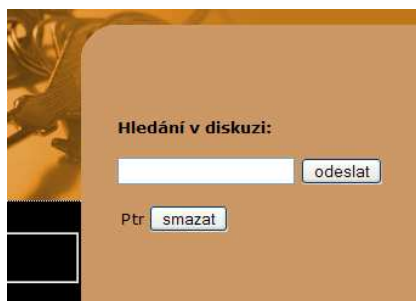 Hledání v diskuzi:
odeslat
Ptr smazat